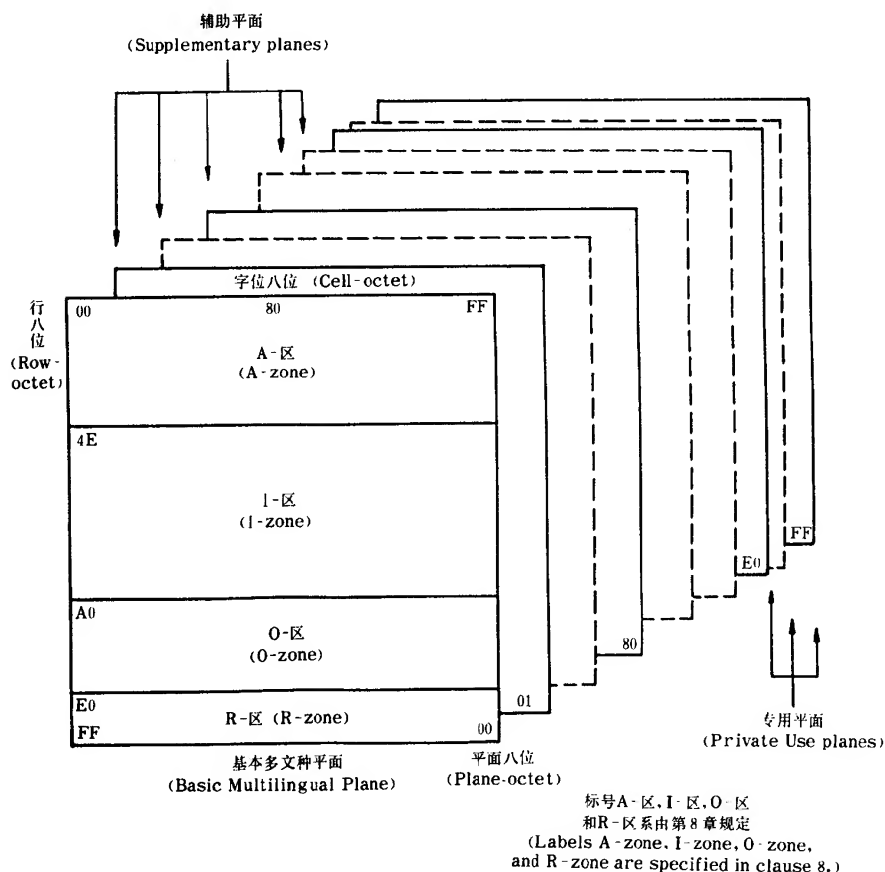 辅助平面
(Supplementary planes)
字位八位 (Cell-octet)
行八位
(Row-
octet)
00 80 FF
A-区
(A-zone)
4E
I-区
(I-zone)
A0
O-区
(O-zone)
E0
R-区 (R-zone)
FF
00
01
80
E0
FF
基本多文种平面
(Basic Multilingual Plane)
平面八位
(Plane-octet)
专用平面
(Private Use planes)
标号A-区,I-区,O-区
和R-区系由第8章规定
(Labels A-zone, I-zone, O-zone,
and R-zone are specified in clause 8.)